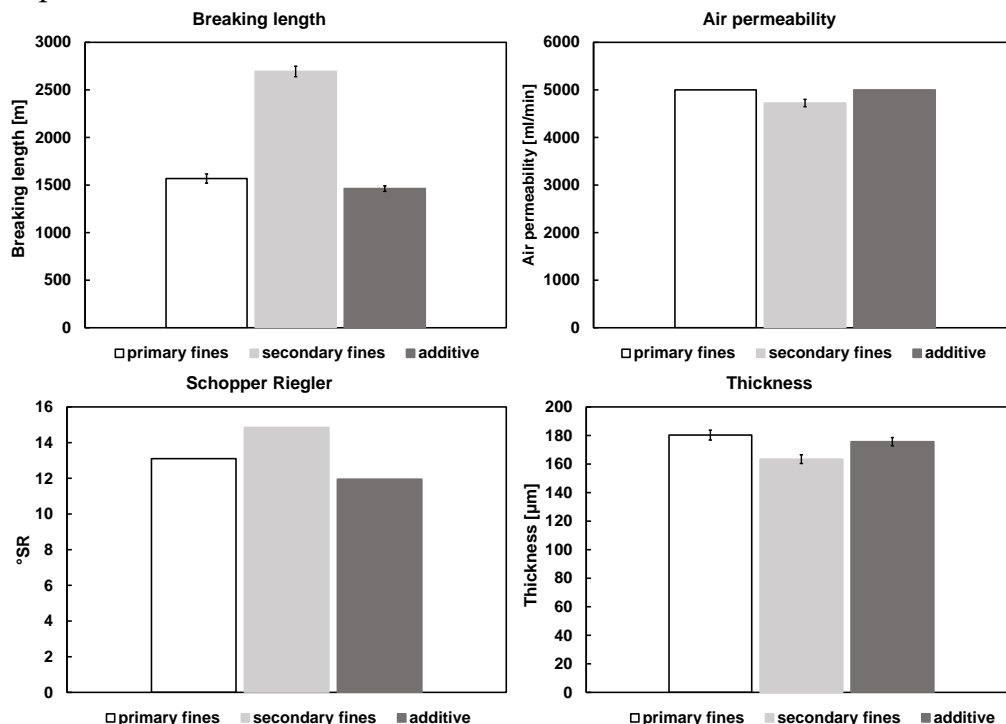 Breaking length
Breaking length [m]
3000
2500
2000
1500
1000
500
0
primary fines secondary fines additive
Air permeability
Air permeability [ml/min]
6000
5000
4000
3000
2000
1000
0
primary fines secondary fines additive
Schopper Riegler
°SR
16
14
12
10
8
6
4
2
0
primary fines secondary fines additive
Thickness
Thickness [µm]
200
180
160
140
120
100
80
60
40
20
0
primary fines secondary fines additive